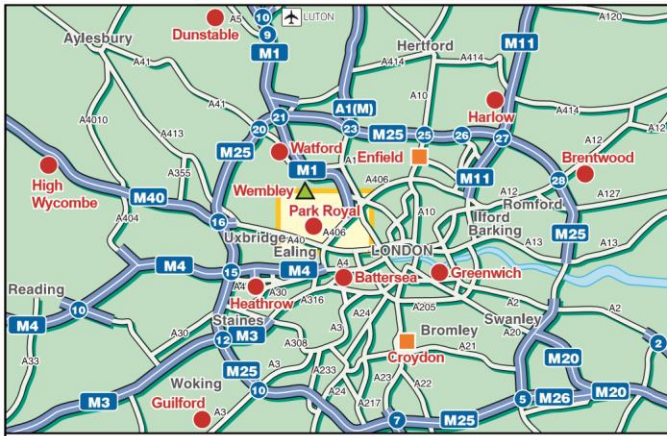 Dunstable
A5
10
LUTON
9
M1
Aylesbury
A41
A41
Hertford
A414
A414
M11
A120
A12
A4010
A413
A10
A1(M)
Harlow
A414
21
20
23
M25
25
26
27
M25
Watford
A1
Enfield
A12
Brentwood
High
Wycombe
A355
M1
A406
M11
28
A127
M40
Wembley
A12
Romford
A404
16
Park Royal
A406
A10
Ilford
Barking
M25
Uxbridge
A40
LONDON
A13
A13
Ealing
M4
15
M4
A4
Battersea
Greenwich
Reading
A4
Heathrow
A30
A316
A205
A2
A2
10
M4
Staines
A24
Swanley
A30
12
M3
A3
Bromley
A20
2
A33
A308
Croydon
A21
M20
M25
A233
A23
Woking
10
A24
A22
5
M26
M20
M3
Guilford
A3
A217
7
M25